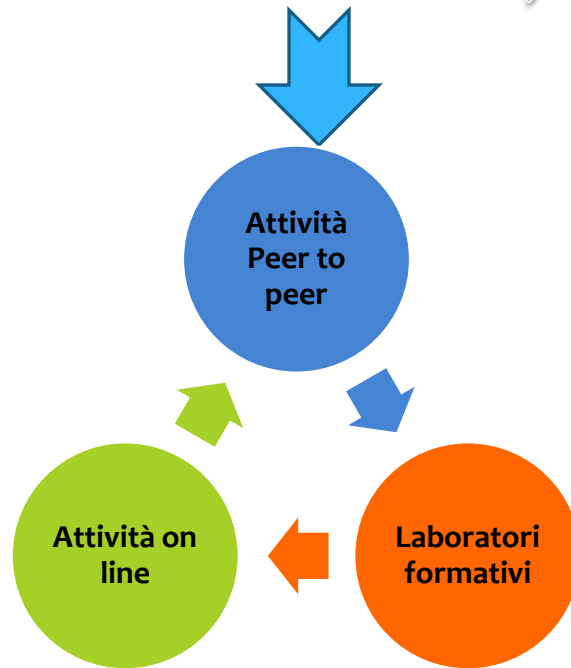 Attività
Peer to
peer
Attività on
line
Laboratori
formativi